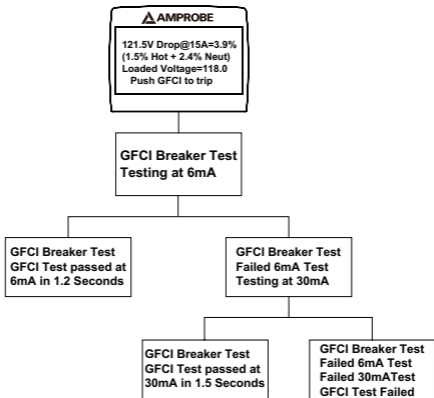 AMPROBE
121.5V Drop@15A=3.9%
(1.5% Hot + 2.4% Neut)
Loaded Voltage=118.0
Push GFCI to trip
GFCI Breaker Test
Testing at 6mA
GFCI Breaker Test
GFCI Test passed at
6mA in 1.2 Seconds
GFCI Breaker Test
Failed 6mA Test
Testing at 30mA
GFCI Breaker Test
GFCI Test passed at
30mA in 1.5 Seconds
GFCI Breaker Test
Failed 6mA Test
Failed 30mATest
GFCI Test Failed